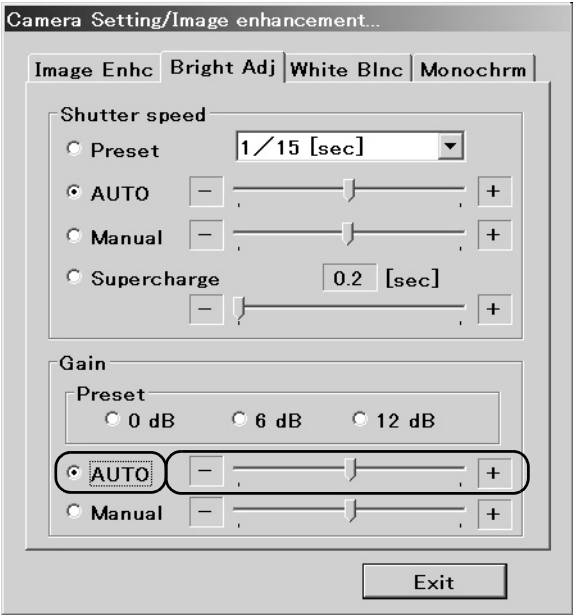 Camera Setting/Image enhancement...
Image Enhc Bright Adj White Blnc Monochrm
Shutter speed
Preset 1／15 [sec]
AUTO − +
Manual − +
Supercharge 0.2 [sec]
− +
Gain
Preset
0 dB 6 dB 12 dB
AUTO − +
Manual − +
Exit